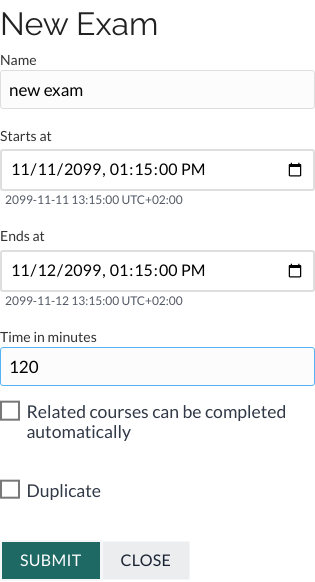 New Exam
Name
new exam
Starts at
11/11/2099, 01:15:00 PM
2099-11-11 13:15:00 UTC+02:00
Ends at
11/12/2099, 01:15:00 PM
2099-11-12 13:15:00 UTC+02:00
Time in minutes
120
Related courses can be completed
automatically
Duplicate
SUBMIT CLOSE